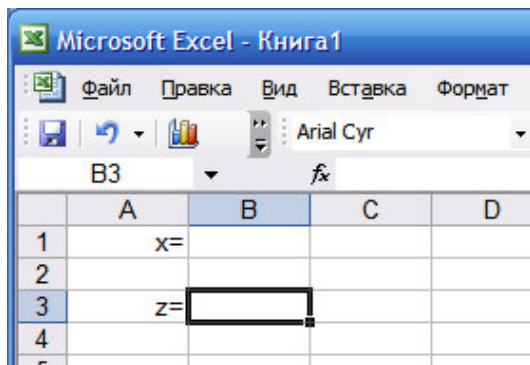 Microsoft Excel - Книга1
Файл Правка Вид Вставка Формат
Arial Cyr
B3 fx
A B C D
1 x=
2
3 z=
4